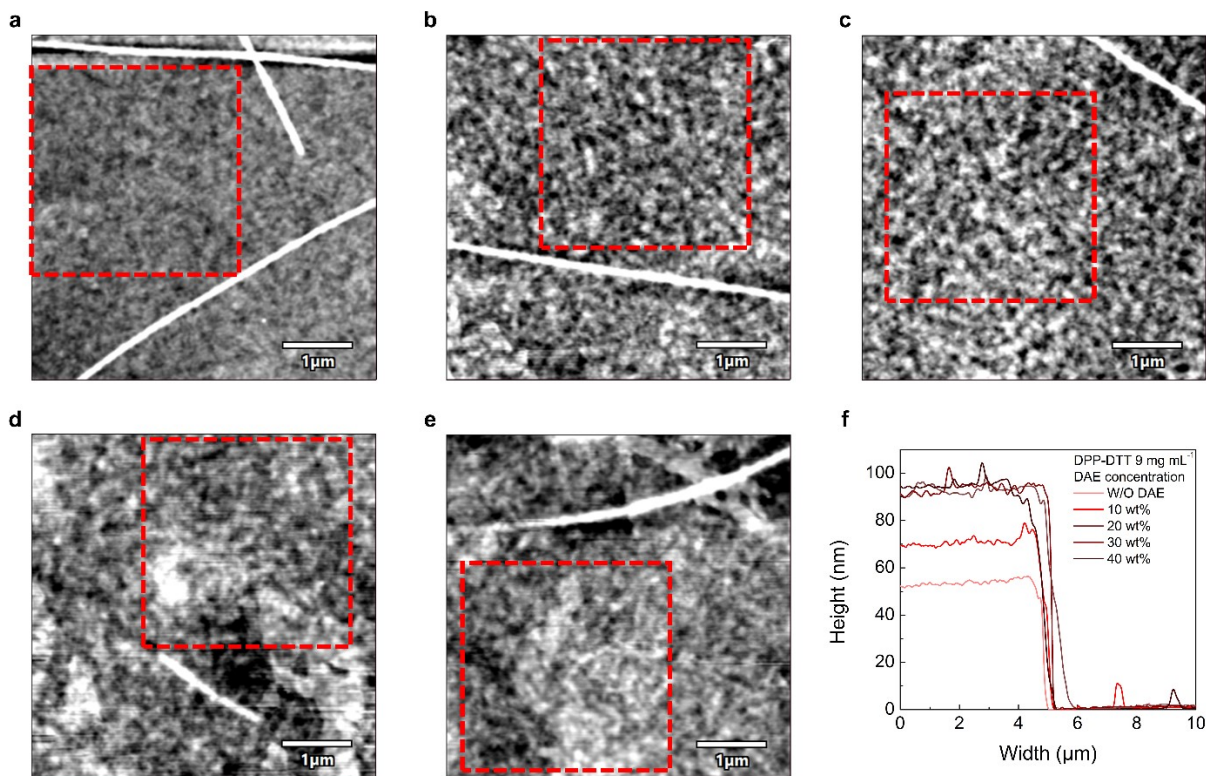 a
b
c
1μm
1μm
1μm
d
e
f
1μm
1μm
DPP-DTT 9 mg mL⁻¹
DAE concentration
W/O DAE
10 wt%
20 wt%
30 wt%
40 wt%
Height (nm)
100
80
60
40
20
0
0 2 4 6 8 10
Width (μm)